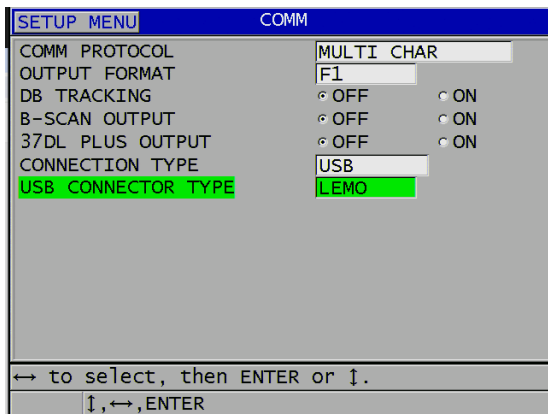 SETUP MENU COMM
COMM PROTOCOL MULTI CHAR
OUTPUT FORMAT F1
DB TRACKING OFF ON
B-SCAN OUTPUT OFF ON
37DL PLUS OUTPUT OFF ON
CONNECTION TYPE USB
USB CONNECTOR TYPE LEMO
↔ to select, then ENTER or ↕.
↕,↔,ENTER